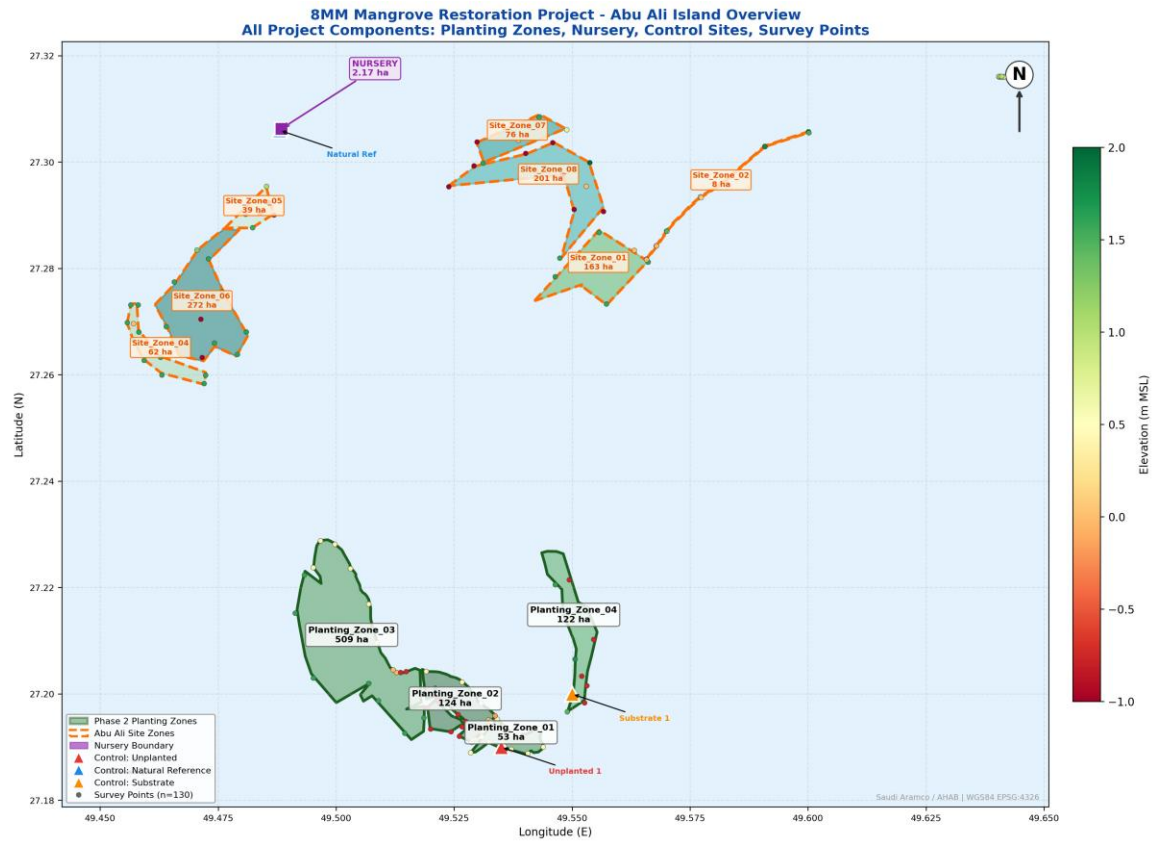 8MM Mangrove Restoration Project - Abu Ali Island Overview
All Project Components: Planting Zones, Nursery, Control Sites, Survey Points
27.32
27.30
27.28
27.26
27.24
27.22
27.20
27.18
Latitude (N)
NURSERY
2.17 ha
Natural Ref
N
Site_Zone_07
76 ha
Site_Zone_08
201 ha
Site_Zone_02
8 ha
Site_Zone_05
39 ha
Site_Zone_01
163 ha
Site_Zone_06
272 ha
Site_Zone_04
62 ha
Planting_Zone_04
122 ha
Planting_Zone_03
509 ha
Planting_Zone_02
124 ha
Substrate 1
Planting_Zone_01
53 ha
Unplanted 1
Phase 2 Planting Zones
Abu Ali Site Zones
Nursery Boundary
Control: Unplanted
Control: Natural Reference
Control: Substrate
Survey Points (n=130)
Saudi Aramco / AHAB | WGS84 EPSG:4326
49.450
49.475
49.500
49.525
49.550
49.575
49.600
49.625
49.650
Longitude (E)
2.0
1.5
1.0
0.5
0.0
−0.5
−1.0
Elevation (m MSL)